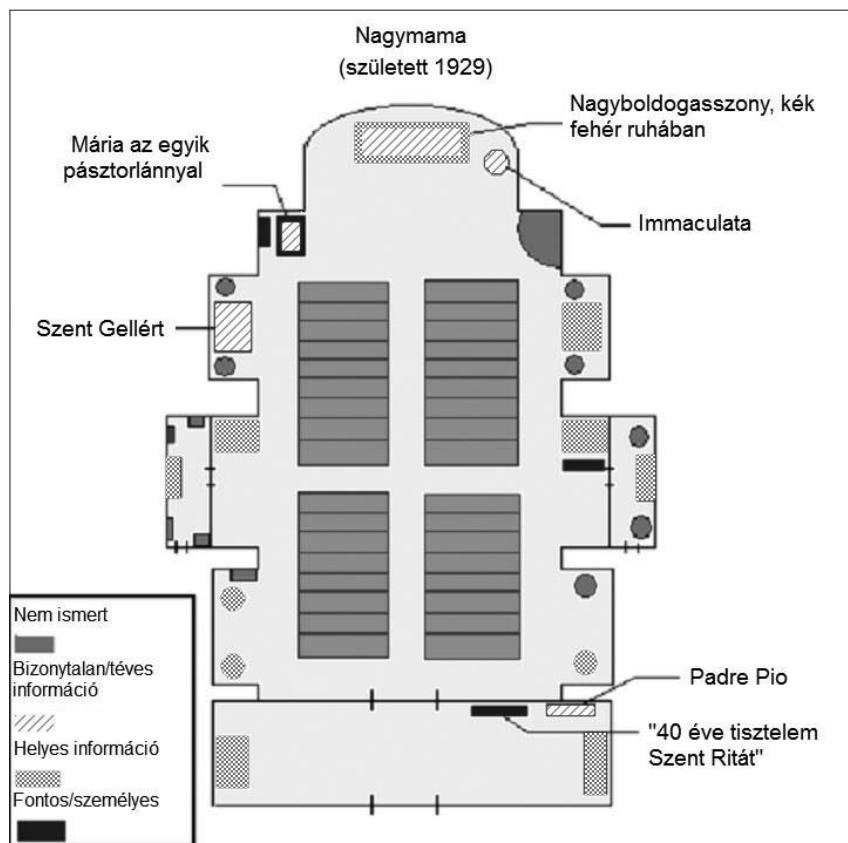 Nagymama
(született 1929)
Nagyboldogasszony, kék
fehér ruhában
Mária az egyik
pásztorlánnyal
Immaculata
Szent Gellért
Padre Pio
"40 éve tisztelem
Szent Ritát"
Nem ismert
Bizonytalan/téves
információ
Helyes információ
Fontos/személyes